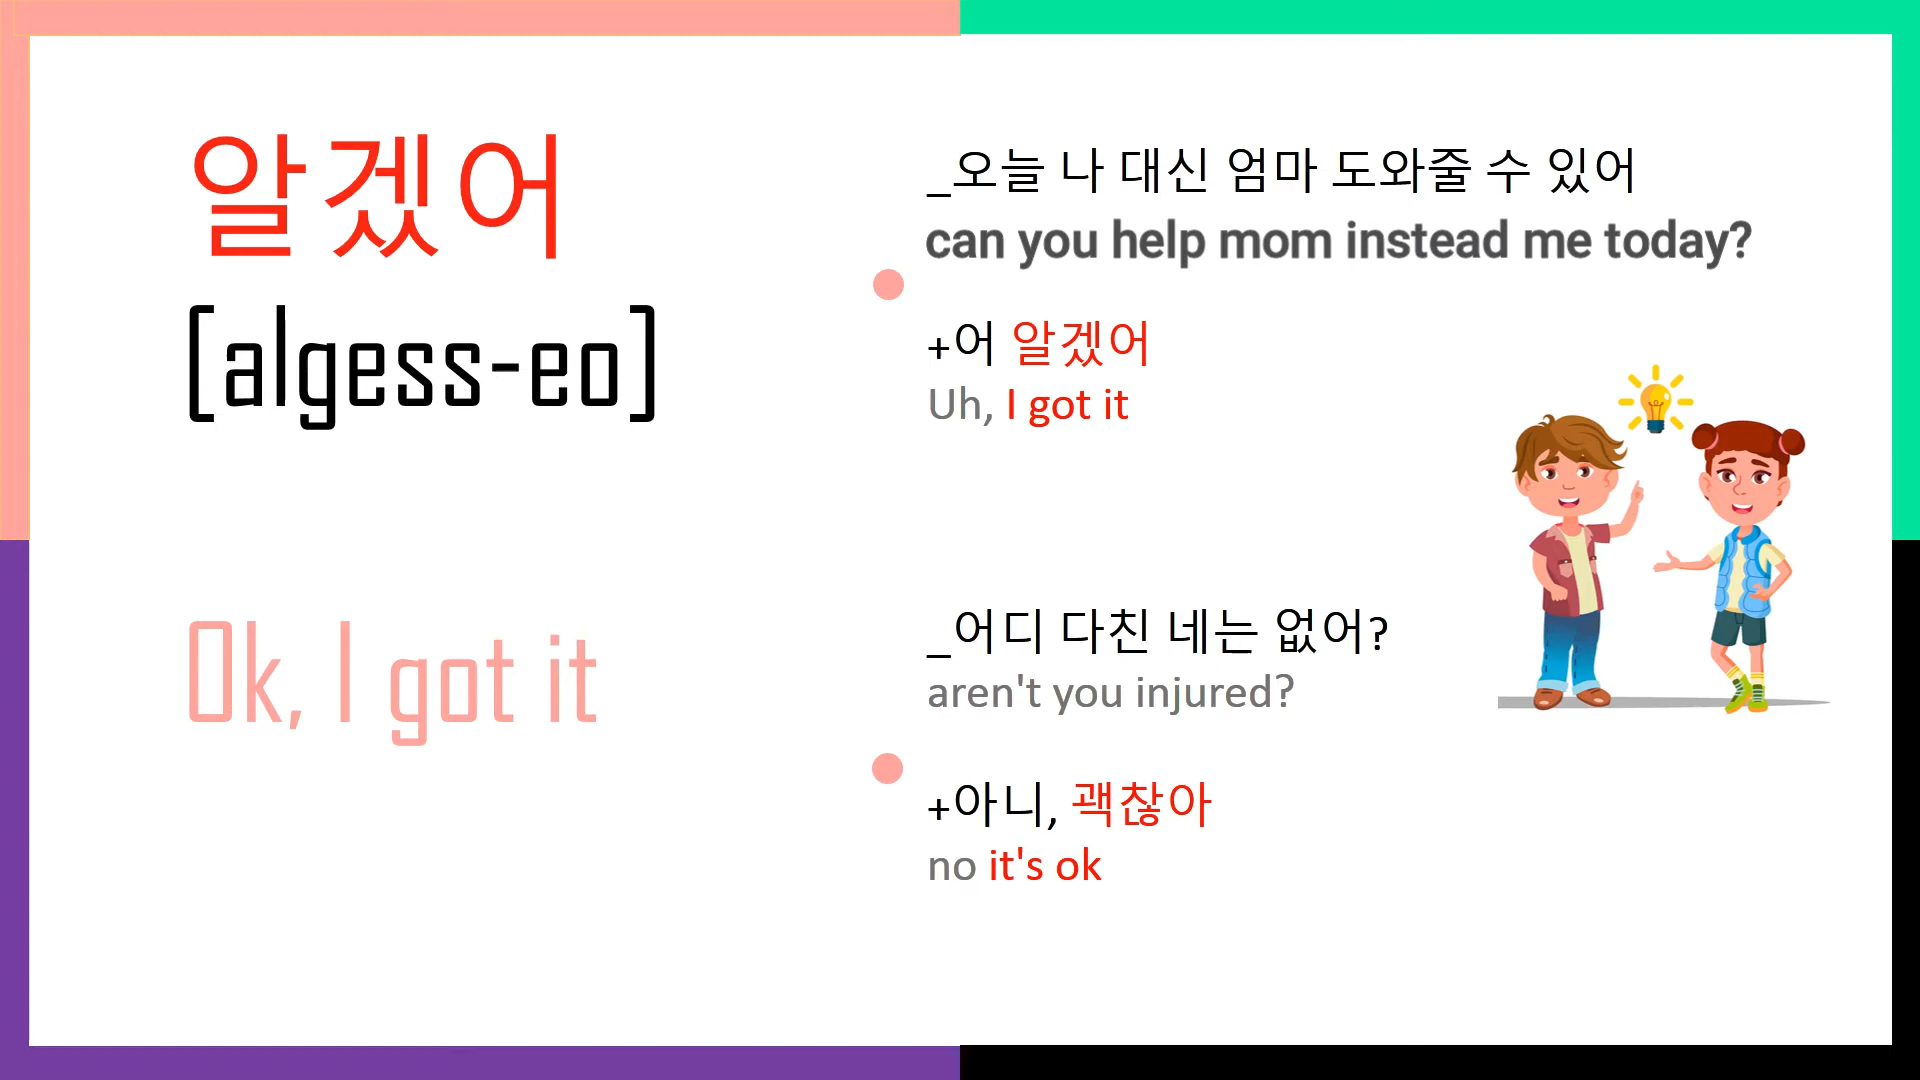 알겠어
[algess-eo]
Ok, I got it
_오늘 나 대신 엄마 도와줄 수 있어
can you help mom instead me today?
+어 알겠어
Uh, I got it
_어디 다친 네는 없어?
aren't you injured?
+아니, 괙찮아
no it's ok